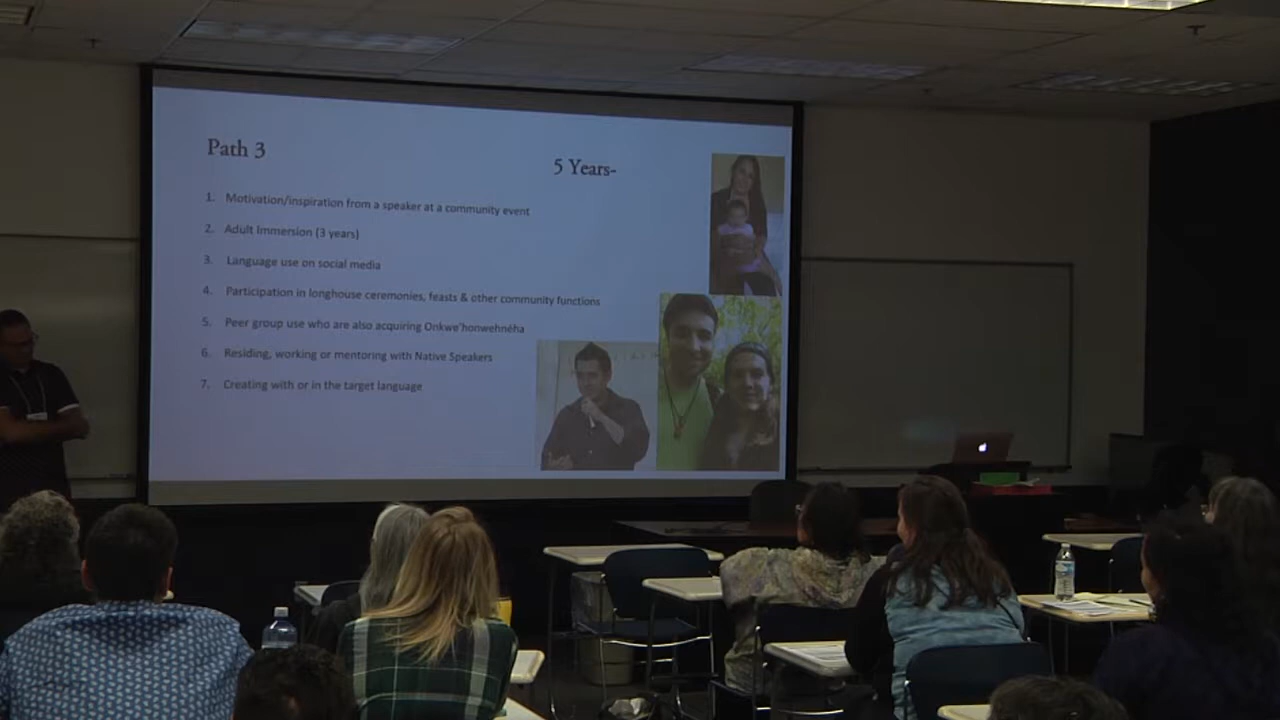 Path 3
5 Years-
1. Motivation/inspiration from a speaker at a community event
2. Adult Immersion (3 years)
3. Language use on social media
4. Participation in longhouse ceremonies, feasts & other community functions
5. Peer group use who are also acquiring Onkwe'honwehnéha
6. Residing, working or mentoring with Native Speakers
7. Creating with or in the target language